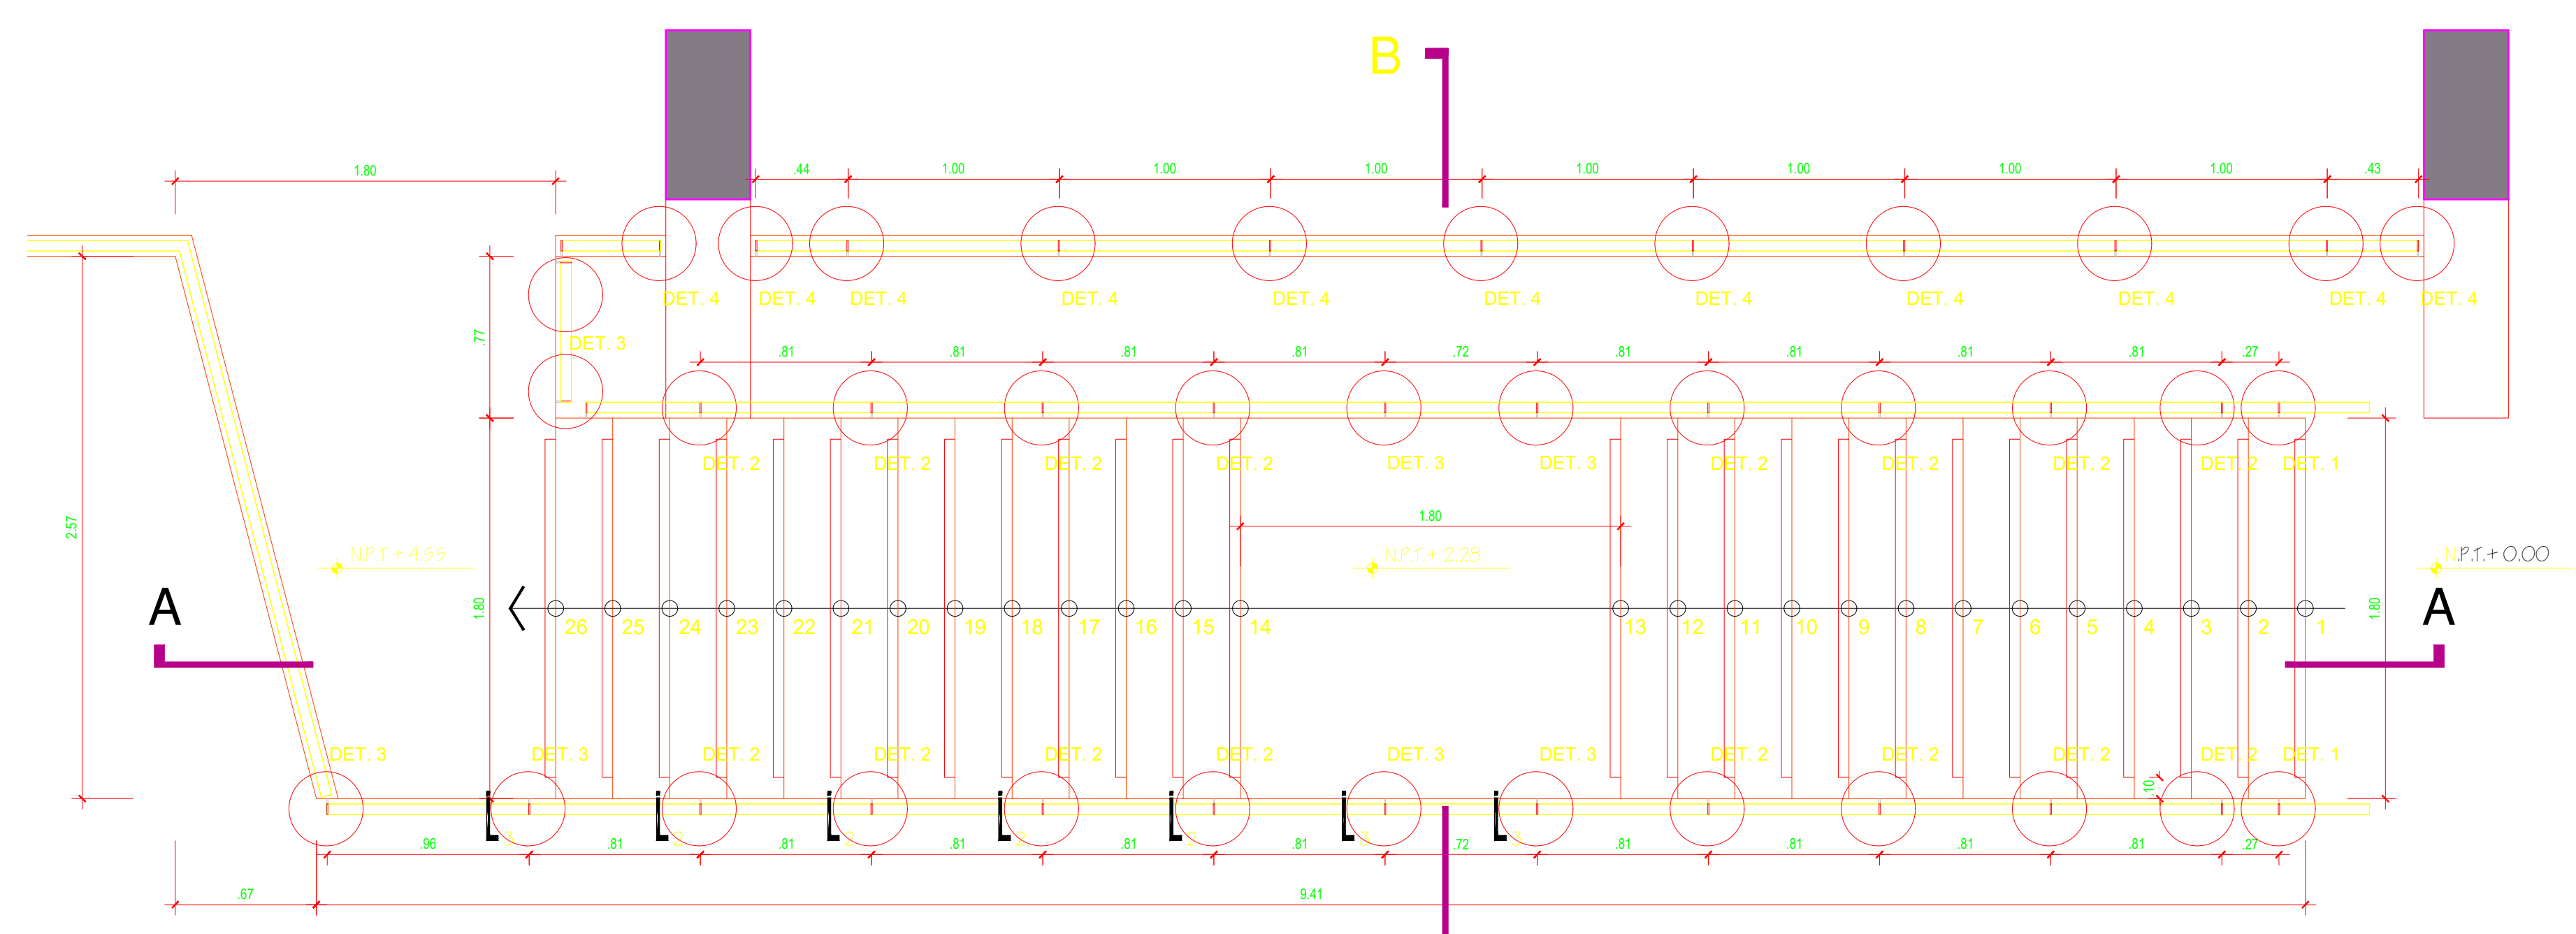 B
1.80
.44 1.00 1.00 1.00 1.00 1.00 1.00 1.00 .43
DET. 4 DET. 4 DET. 4 DET. 4 DET. 4 DET. 4 DET. 4 DET. 4 DET. 4 DET. 4 DET. 4
.77
DET. 3
.81 .81 .81 .81 .72 .81 .81 .81 .81 .27
DET. 2 DET. 2 DET. 2 DET. 2 DET. 3 DET. 3 DET. 2 DET. 2 DET. 2 DET. 2 DET. 1
2.57
1.80
N.P.T. + 4.55
N.P.T. + 2.28
N.P.T. + 0.00
A
1.80
1.80
A
26 25 24 23 22 21 20 19 18 17 16 15 14 13 12 11 10 9 8 7 6 5 4 3 2 1
DET. 3 DET. 3 DET. 2 DET. 2 DET. 2 DET. 2 DET. 3 DET. 3 DET. 2 DET. 2 DET. 2 DET. 2 DET. 1
.10
3 2 2 2 2 3 3
.96 .81 .81 .81 .81 .81 .72 .81 .81 .81 .81 .27
.67 9.41